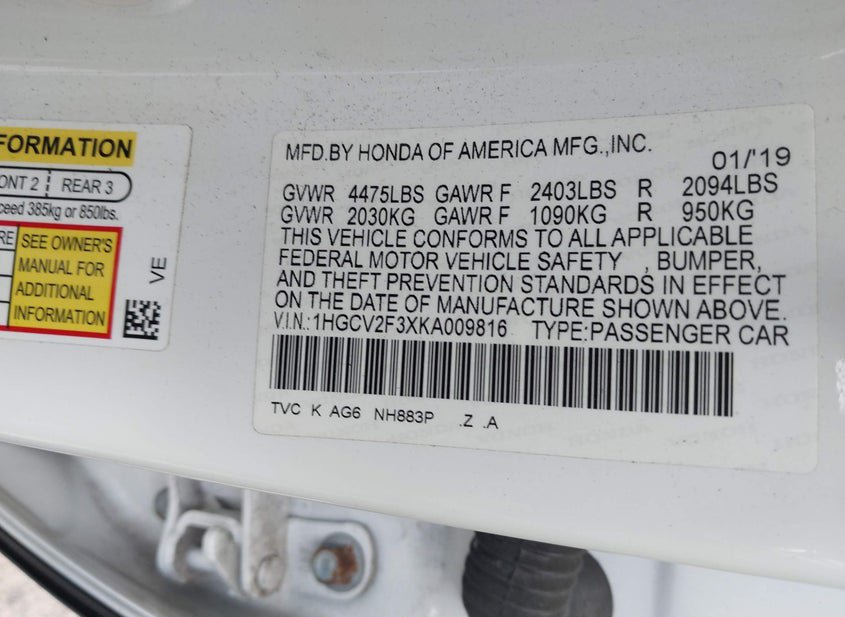 FORMATION
ONT 2 REAR 3
ceed 385kg or 850lbs.
RE
SEE OWNER'S
MANUAL FOR
ADDITIONAL
INFORMATION
VE
MFD.BY HONDA OF AMERICA MFG.,INC. 01/'19
GVWR 4475LBS GAWR F 2403LBS R 2094LBS
GVWR 2030KG GAWR F 1090KG R 950KG
THIS VEHICLE CONFORMS TO ALL APPLICABLE
FEDERAL MOTOR VEHICLE SAFETY , BUMPER,
AND THEFT PREVENTION STANDARDS IN EFFECT
ON THE DATE OF MANUFACTURE SHOWN ABOVE.
V.I.N.:1HGCV2F3XKA009816 TYPE:PASSENGER CAR
TVC K AG6 NH883P .Z .A